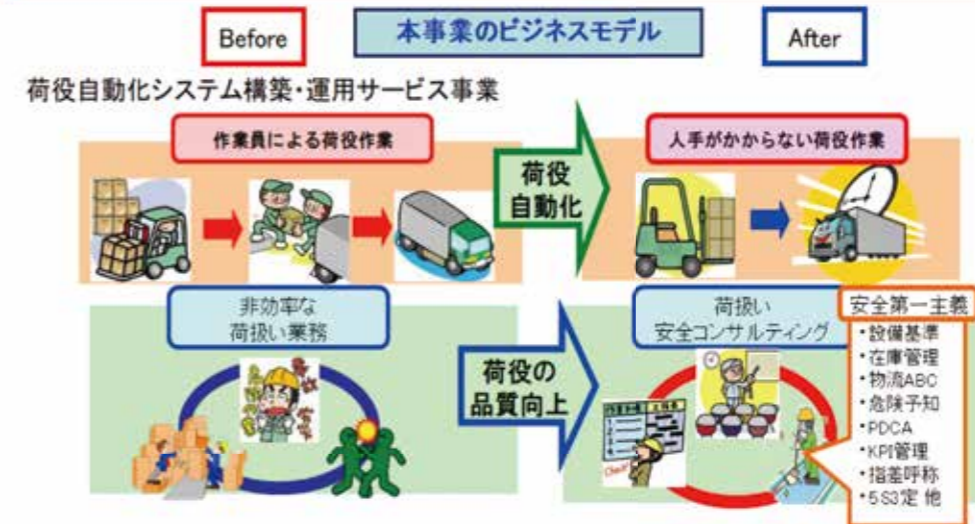 Before
本事業のビジネスモデル
After
荷役自動化システム構築・運用サービス事業
作業員による荷役作業
荷役
自動化
人手がかからない荷役作業
非効率な
荷扱い業務
荷役の
品質向上
荷扱い
安全コンサルティング
安全第一主義
・設備基準
・在庫管理
・物流ABC
・危険予知
・PDCA
・KPI管理
・指差呼称
・5S3定 他
Check!